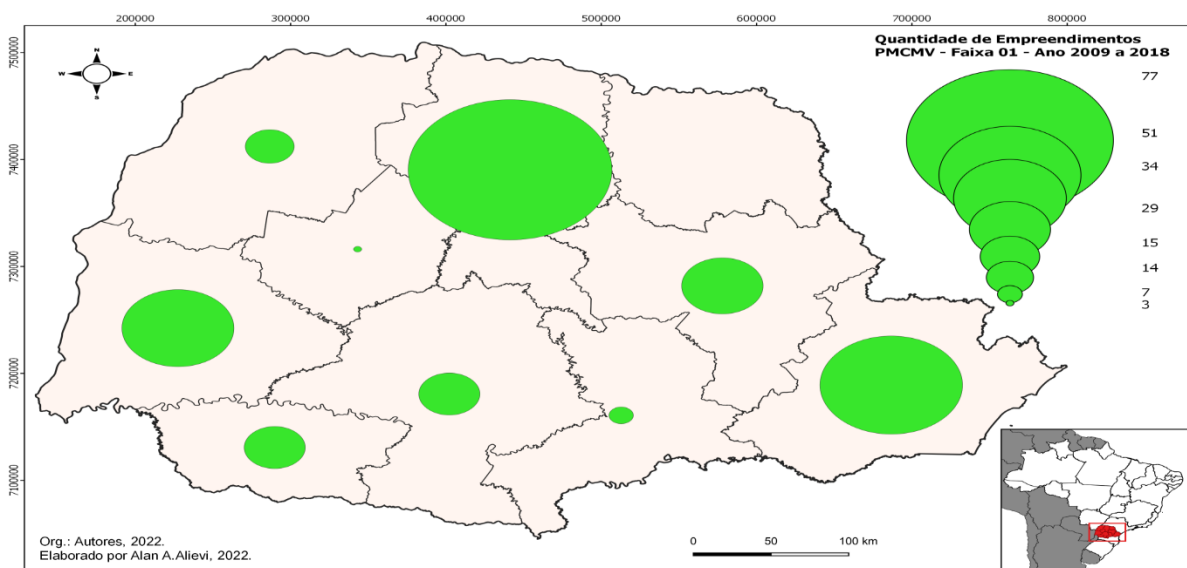 200000 300000 400000 500000 600000 700000 800000
Quantidade de Empreendimentos
PMCMV - Faixa 01 - Ano 2009 a 2018
7500000
N
W E
S
77
51
7400000
34
29
15
7300000
14
7
3
7200000
7100000
Org.: Autores, 2022.
Elaborado por Alan A.Alievi, 2022.
0 50 100 km